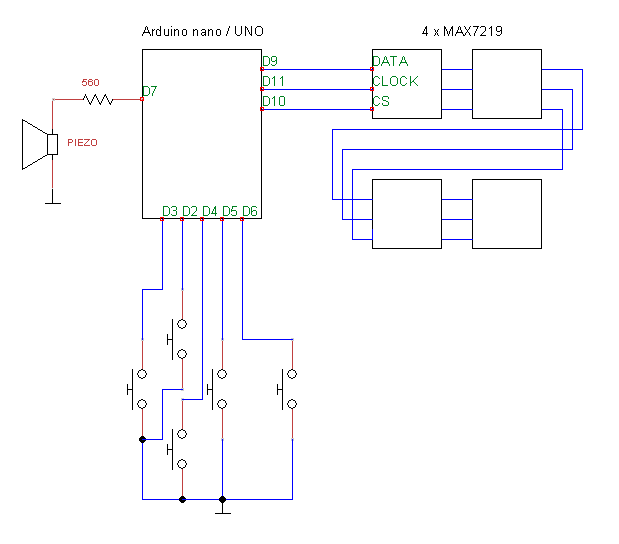 Arduino nano / UNO
4 x MAX7219
D9
DATA
560
D7
D11
CLOCK
D10
CS
PIEZO
D3 D2 D4 D5 D6